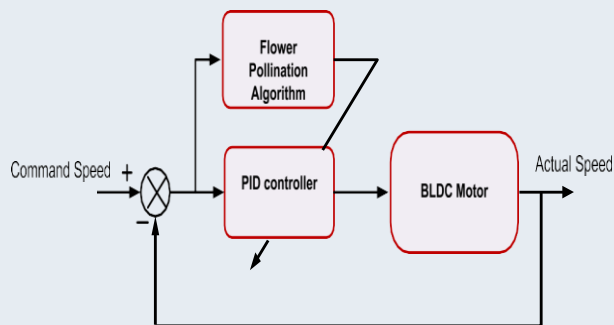 Flower
Pollination
Algorithm
Command Speed
+
−
PID controller
BLDC Motor
Actual Speed